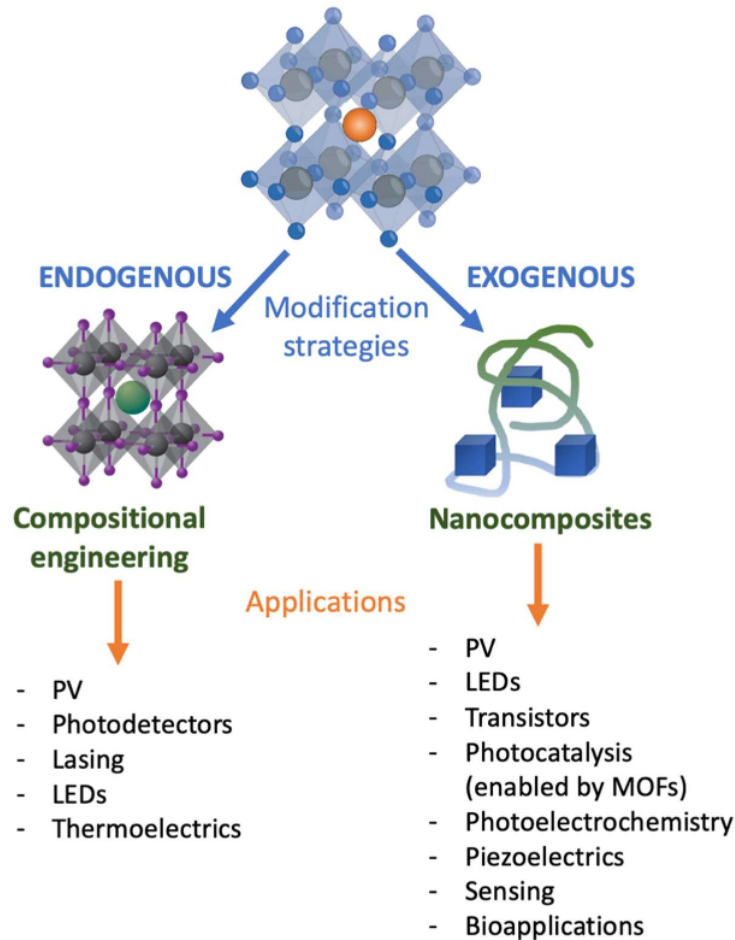 ENDOGENOUS
EXOGENOUS
Modification
strategies
Compositional
engineering
Nanocomposites
Applications
- PV
- Photodetectors
- Lasing
- LEDs
- Thermoelectrics
- PV
- LEDs
- Transistors
- Photocatalysis
(enabled by MOFs)
- Photoelectrochemistry
- Piezoelectrics
- Sensing
- Bioapplications